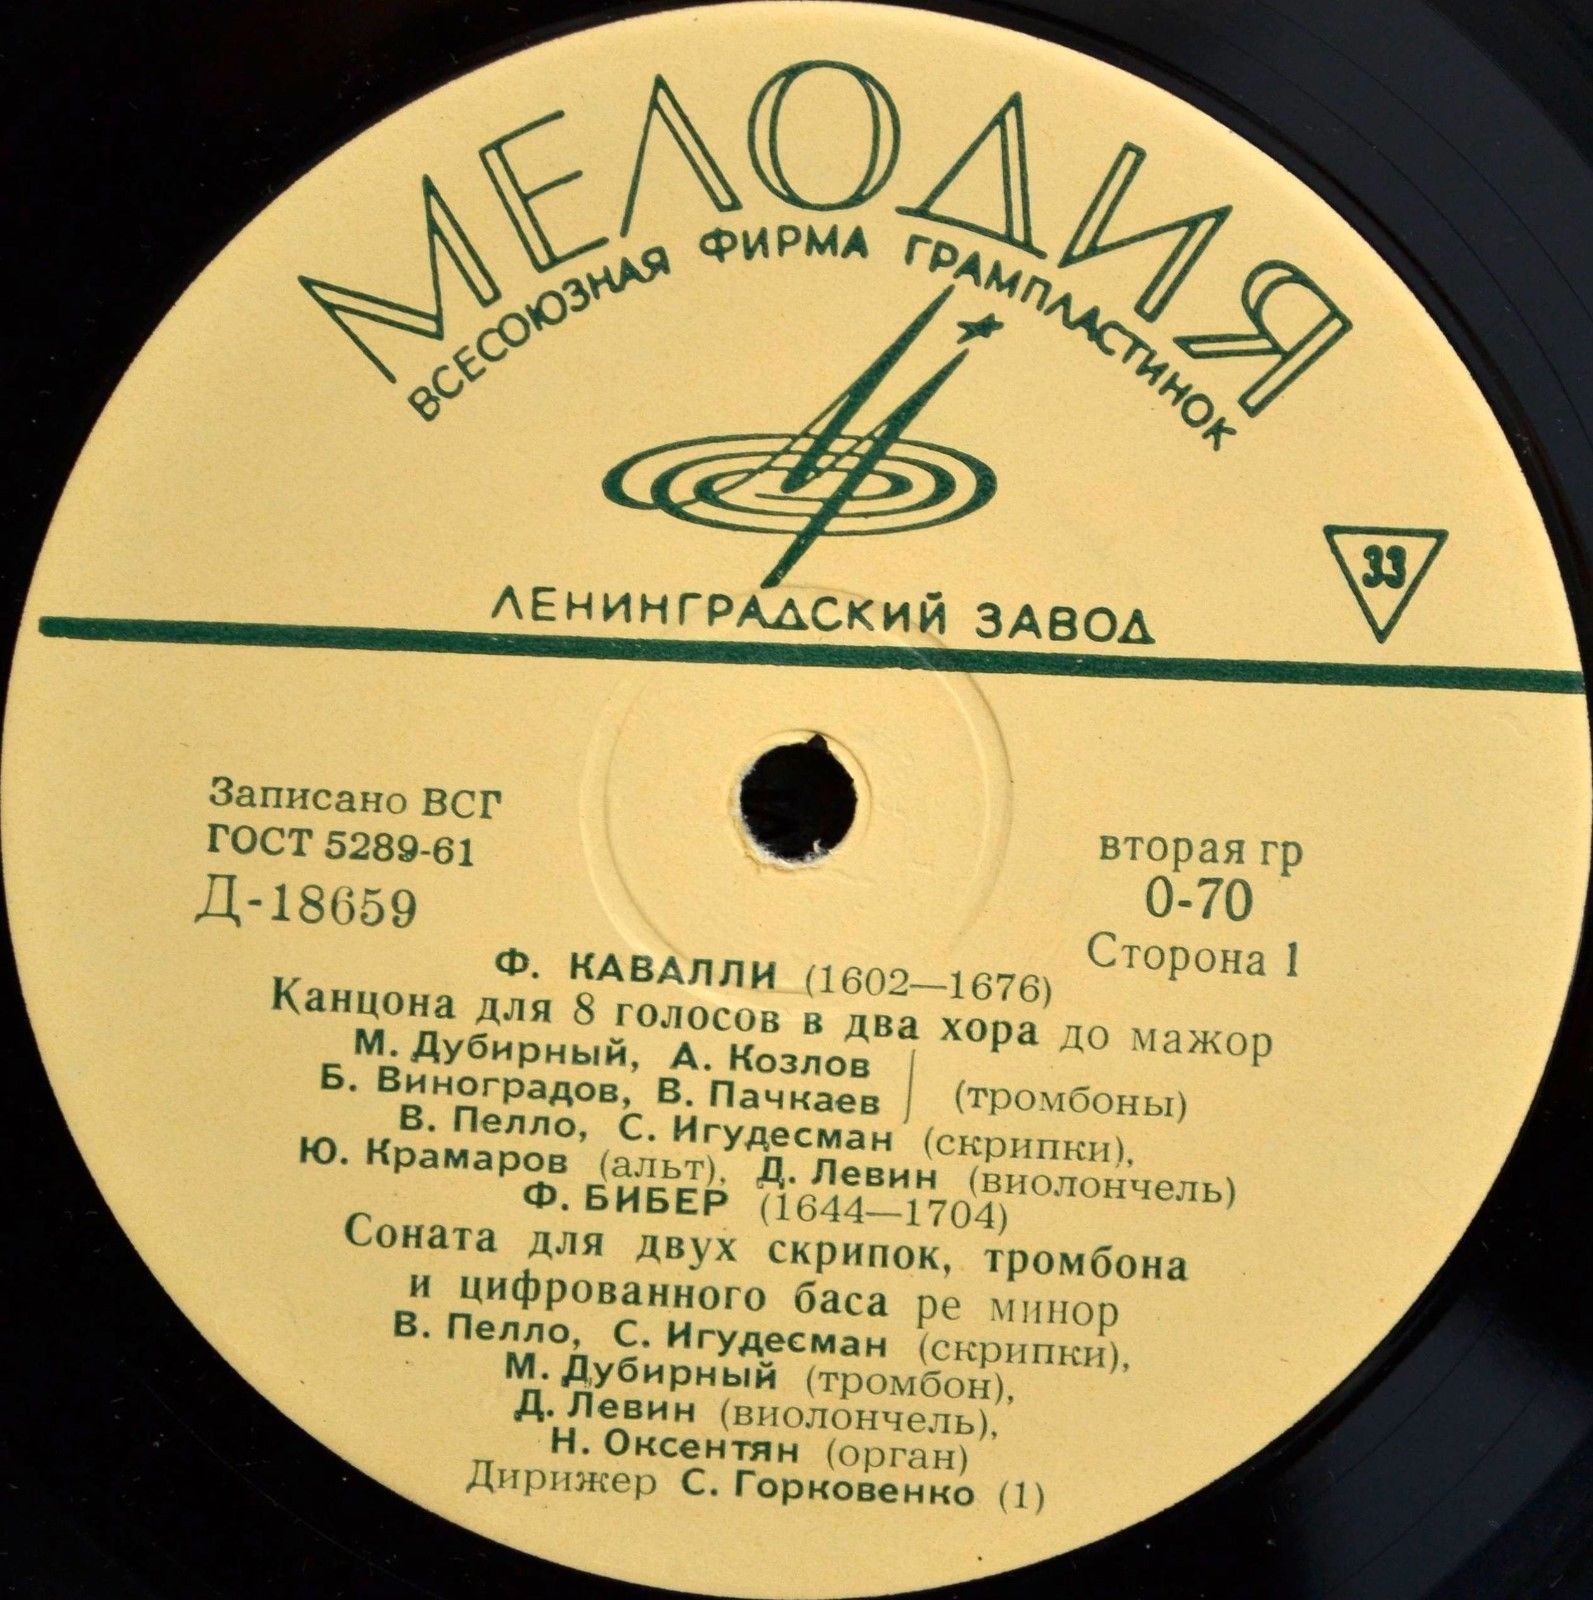 МЕЛОДИЯ
ВСЕСОЮЗНАЯ ФИРМА ГРАМПЛАСТИНОК
33
ЛЕНИНГРАДСКИЙ ЗАВОД
Записано ВСГ
ГОСТ 5289-61
Д-18659
вторая гр
0-70
Сторона 1
Ф. КАВАЛЛИ (1602—1676)
Канцона для 8 голосов в два хора до мажор
М. Дубирный, А. Козлов
Б. Виноградов, В. Пачкаев (тромбоны)
В. Пелло, С. Игудесман (скрипки),
Ю. Крамаров (альт), Д. Левин (виолончель)
Ф. БИБЕР (1644—1704)
Соната для двух скрипок, тромбона
и цифрованного баса ре минор
В. Пелло, С. Игудесман (скрипки),
М. Дубирный (тромбон),
Д. Левин (виолончель),
Н. Оксентян (орган)
Дирижер С. Горковенко (1)